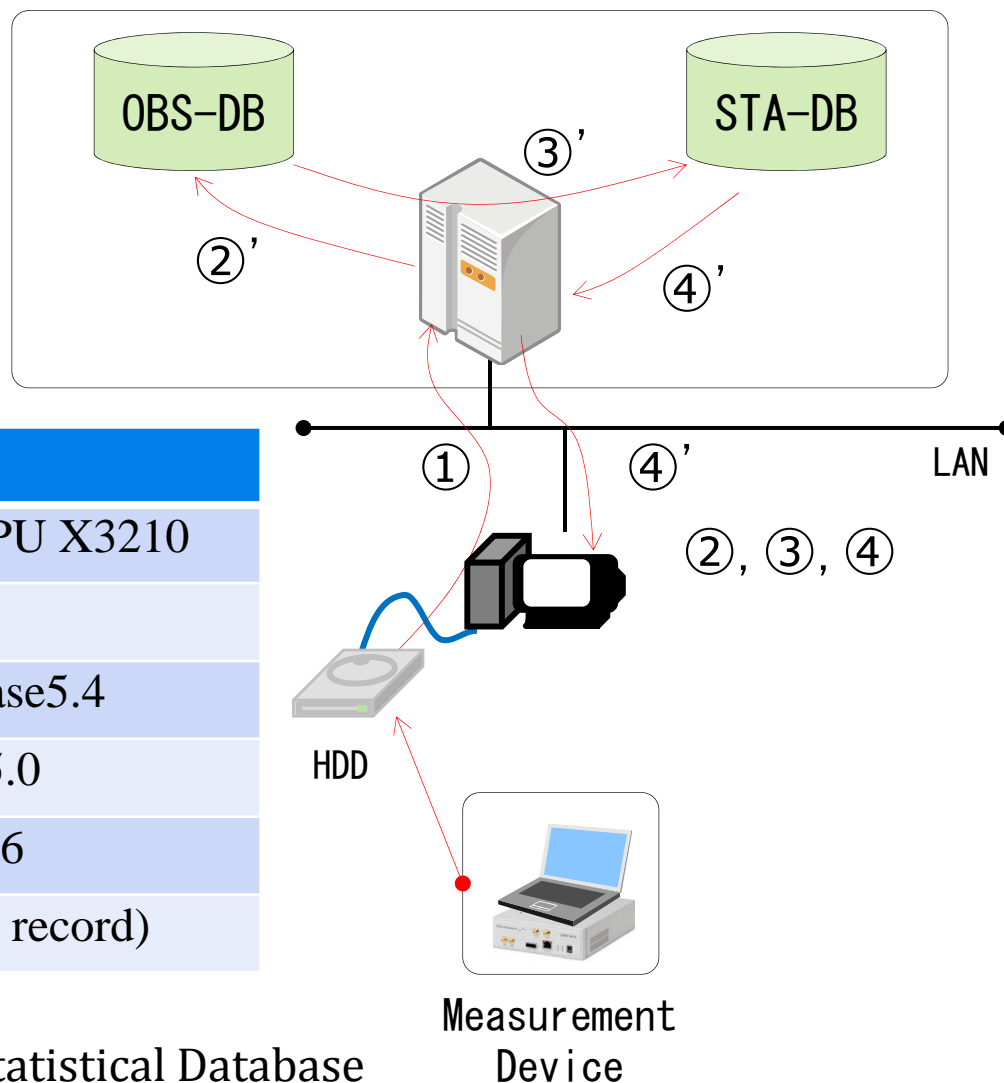 OBS-DB
STA-DB
③’
②’
④’
①
④’
LAN
②, ③, ④
PU X3210
ase5.4
.0
6
record)
HDD
Measurement
Device
tatistical Database